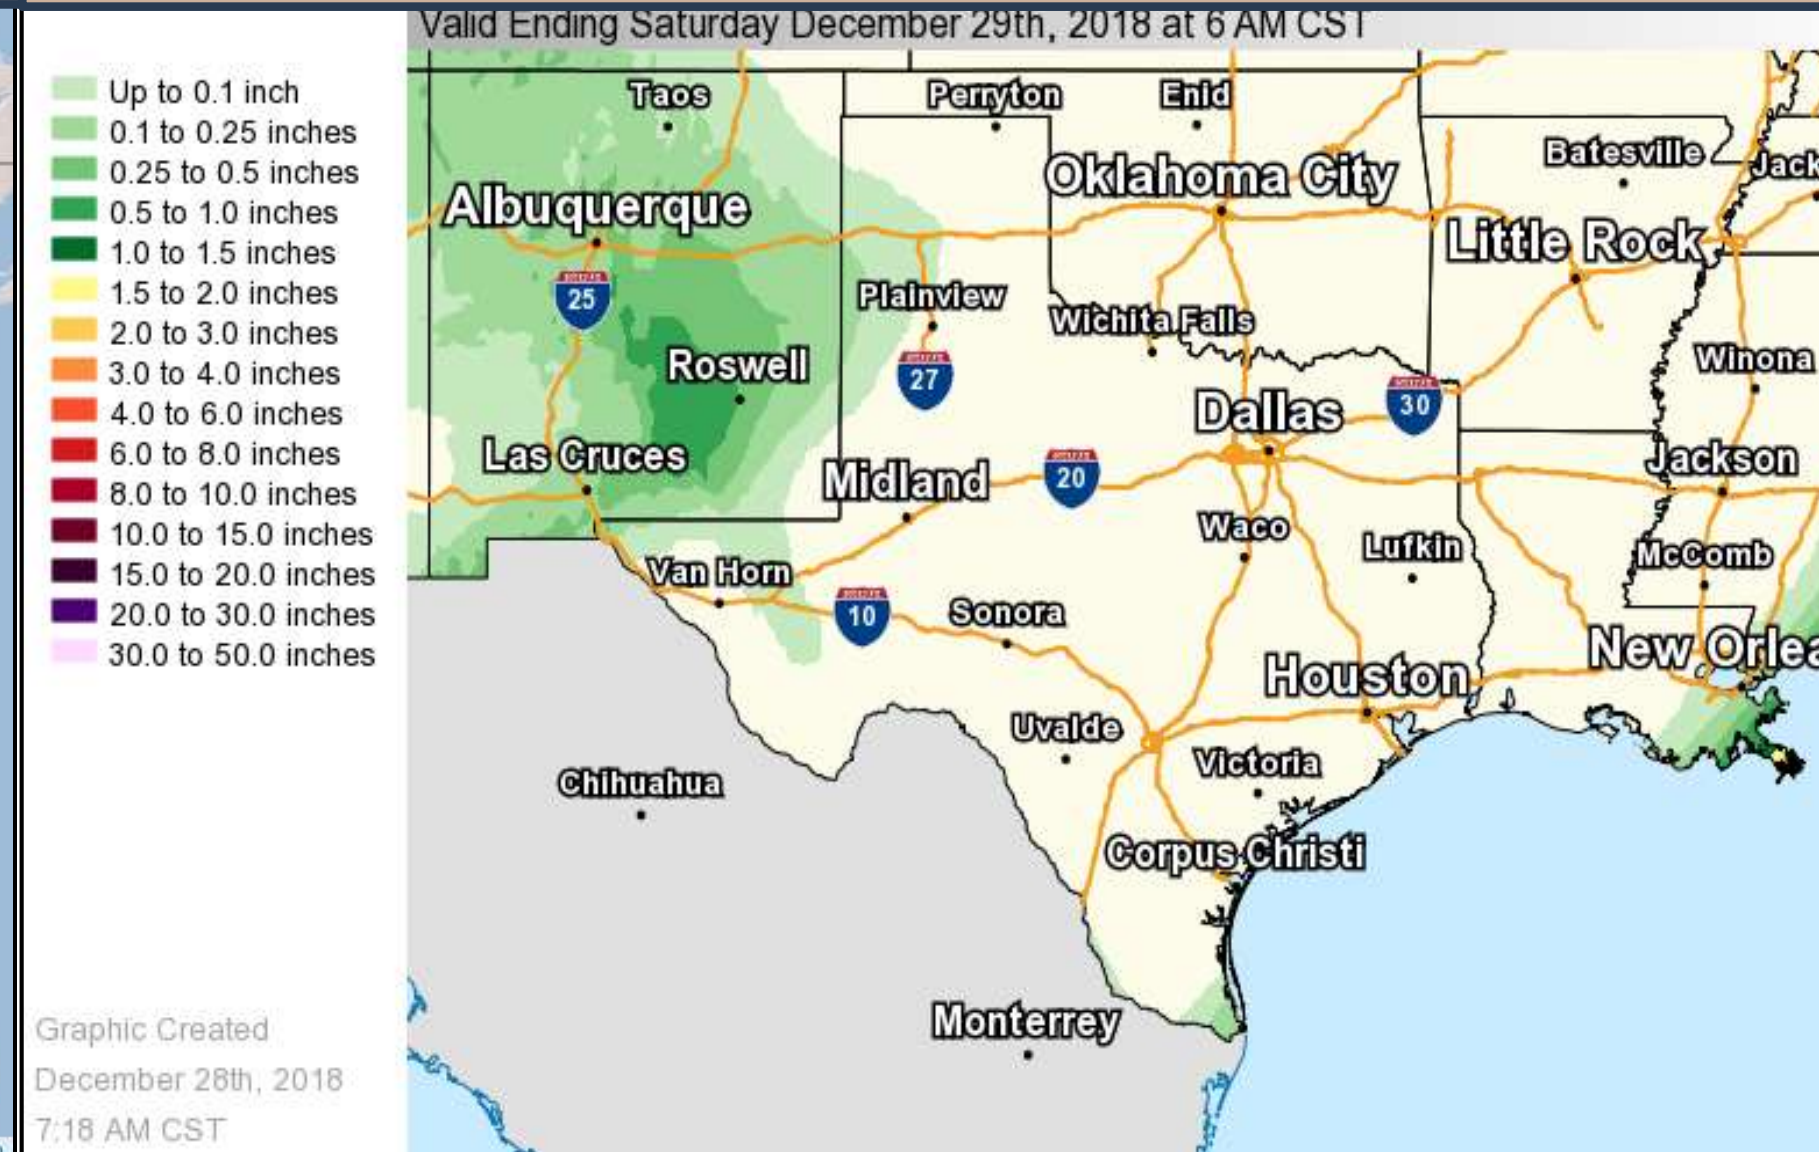 Valid Ending Saturday December 29th, 2018 at 6 AM CST
Up to 0.1 inch
0.1 to 0.25 inches
0.25 to 0.5 inches
0.5 to 1.0 inches
1.0 to 1.5 inches
1.5 to 2.0 inches
2.0 to 3.0 inches
3.0 to 4.0 inches
4.0 to 6.0 inches
6.0 to 8.0 inches
8.0 to 10.0 inches
10.0 to 15.0 inches
15.0 to 20.0 inches
20.0 to 30.0 inches
30.0 to 50.0 inches
Graphic Created
December 28th, 2018
7:18 AM CST
Taos
Perryton
Enid
Batesville
Jack
Oklahoma City
Albuquerque
Little Rock
25
Plainview
Wichita Falls
Winona
Roswell
27
30
Dallas
Las Cruces
Midland
20
Jackson
Waco
Lufkin
McComb
Van Horn
10
Sonora
New Orlea
Houston
Uvalde
Victoria
Chihuahua
Corpus Christi
Monterrey